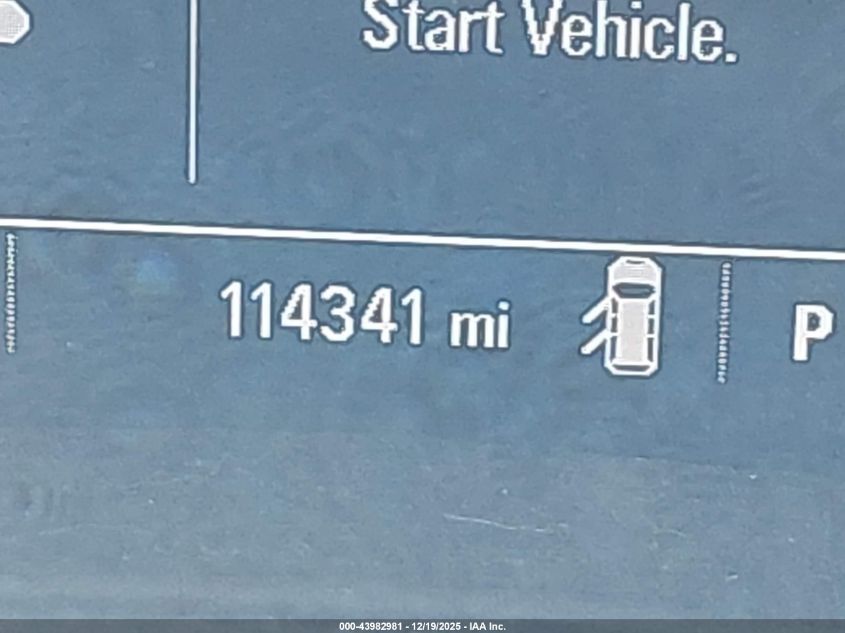 Start Vehicle.
114341 mi
P
000-43982981 - 12/19/2025 - IAA Inc.